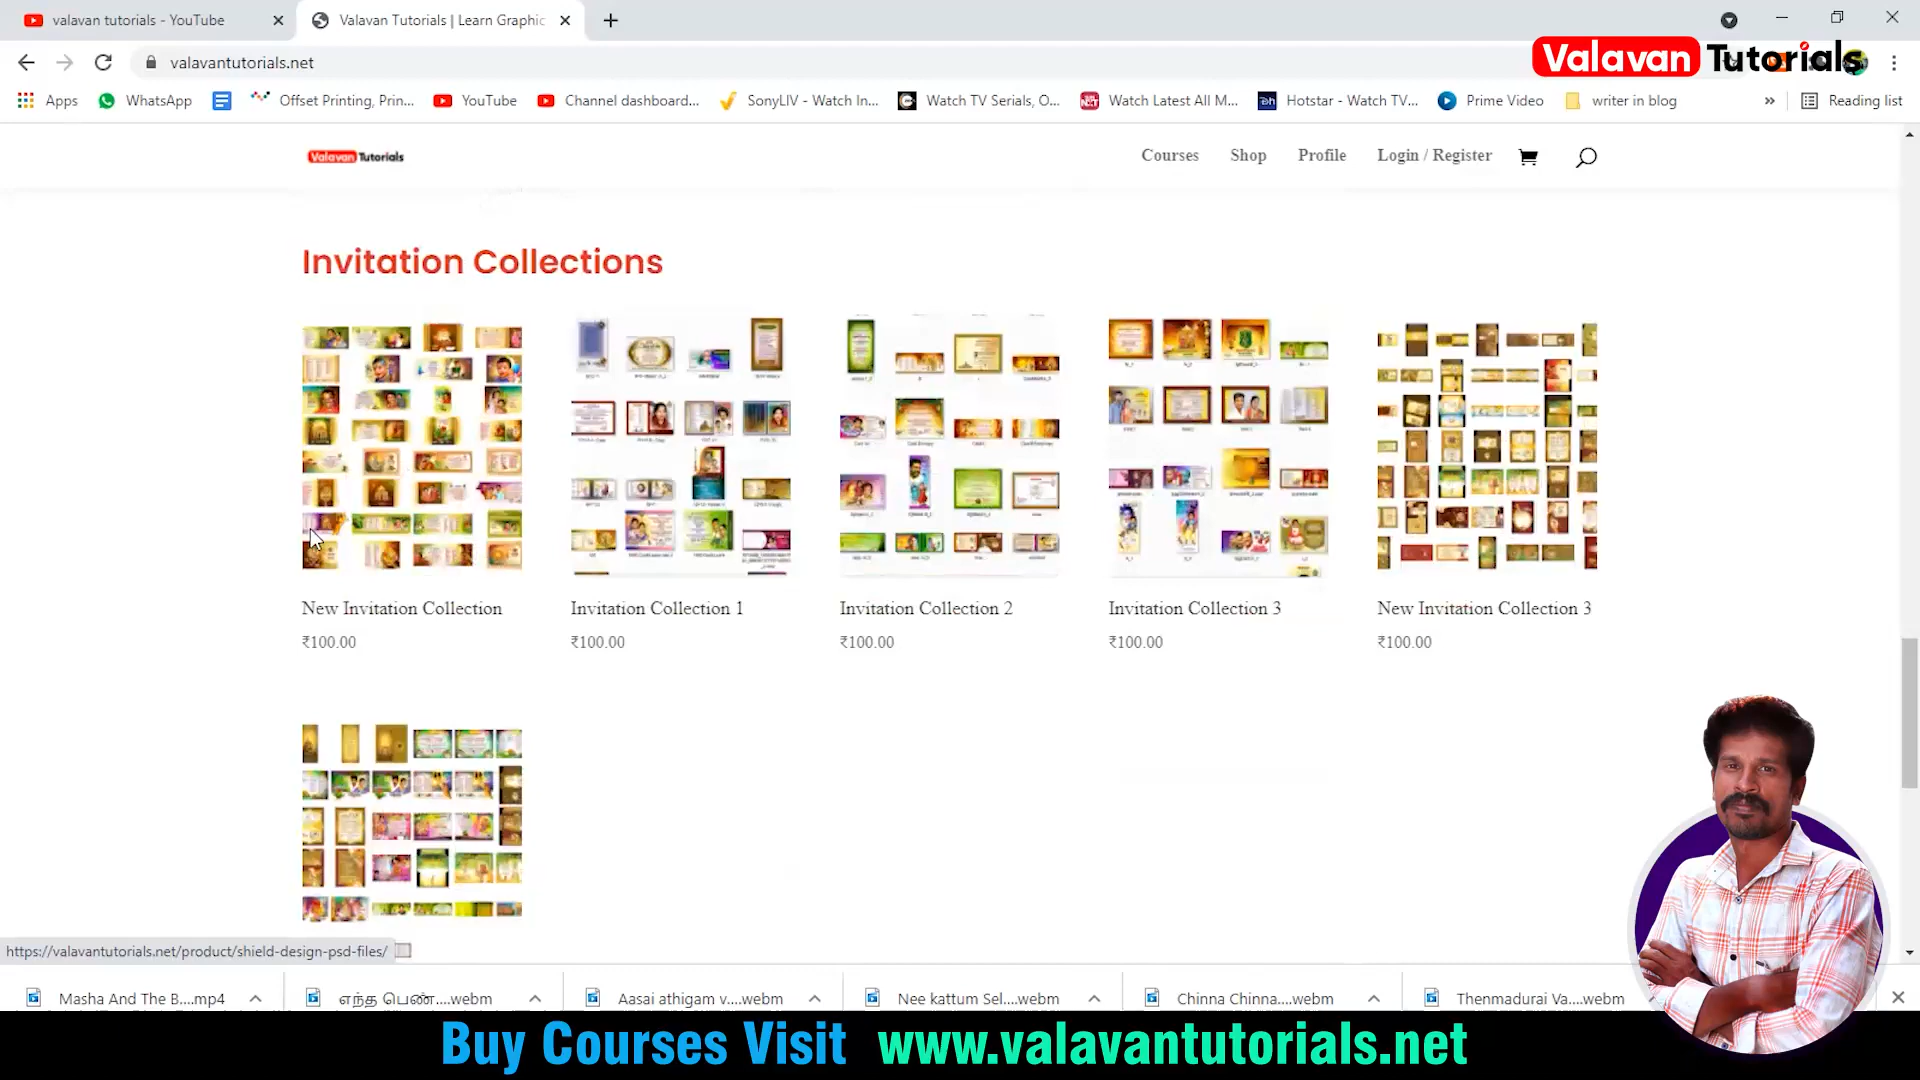 valavan tutorials - YouTube
Valavan Tutorials | Learn Graphic
valavantutorials.net
Valavan Tutorials
Apps
WhatsApp
Offset Printing, Prin...
YouTube
Channel dashboard...
SonyLIV - Watch In...
Watch TV Serials, O...
Watch Latest All M...
Hotstar - Watch TV...
Prime Video
writer in blog
»
Reading list
Valavan Tutorials
Courses
Shop
Profile
Login / Register
Invitation Collections
New Invitation Collection
₹100.00
Invitation Collection 1
₹100.00
Invitation Collection 2
₹100.00
Invitation Collection 3
₹100.00
New Invitation Collection 3
₹100.00
https://valavantutorials.net/product/shield-design-psd-files/
Masha And The B....mp4
எந்த பெண்....webm
Aasai athigam v....webm
Nee kattum Sel....webm
Chinna Chinna....webm
Thenmadurai Va....webm
Buy Courses Visit www.valavantutorials.net